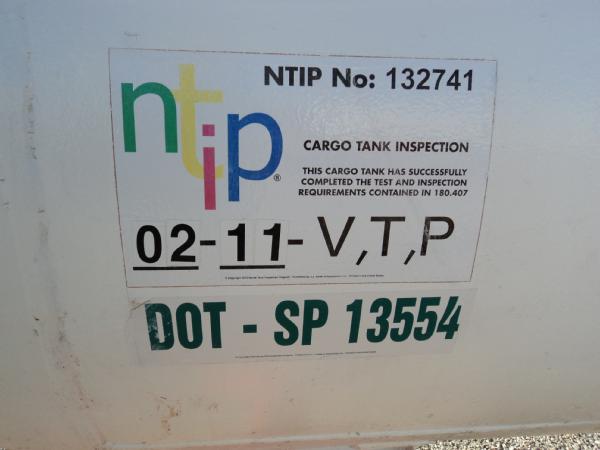 ntip®
NTIP No: 132741
CARGO TANK INSPECTION
THIS CARGO TANK HAS SUCCESSFULLY
COMPLETED THE TEST AND INSPECTION
REQUIREMENTS CONTAINED IN 180.407
02-11-V,T,P
DOT - SP 13554